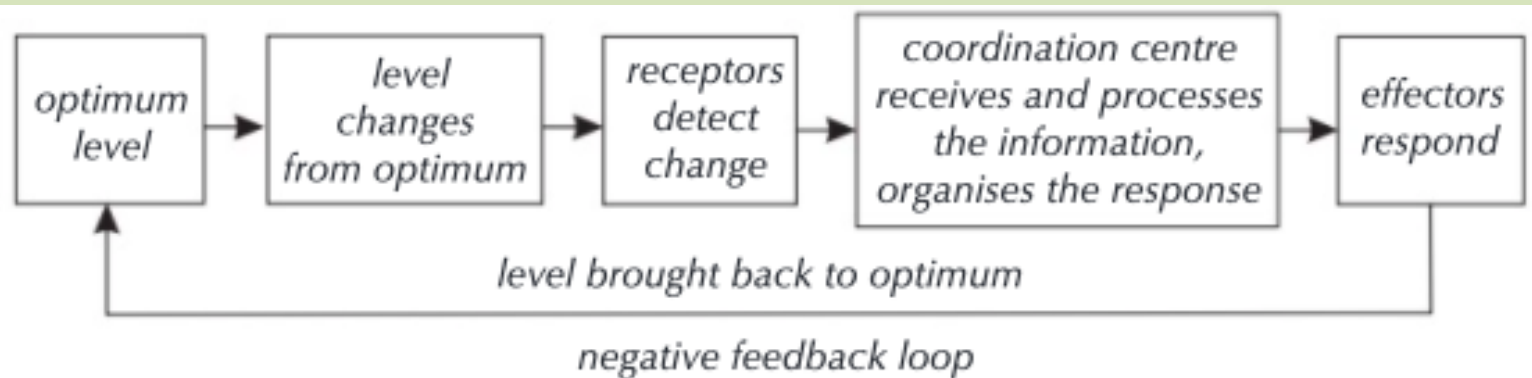 optimum
level
level
changes
from optimum
receptors
detect
change
coordination centre
receives and processes
the information,
organises the response
effectors
respond
level brought back to optimum
negative feedback loop